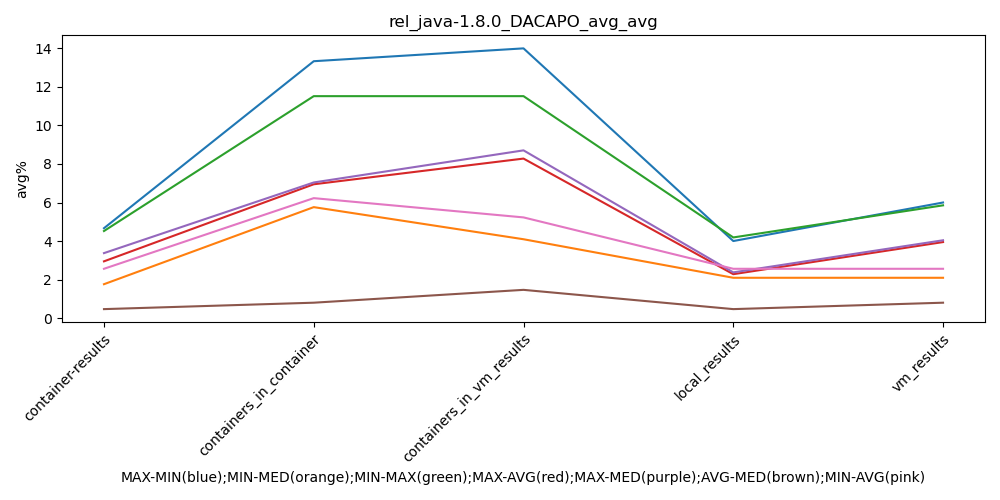 rel_java-1.8.0_DACAPO_avg_avg
avg%
14
12
10
8
6
4
2
0
container-results
containers_in_container
containers_in_vm_results
local_results
vm_results
MAX-MIN(blue);MIN-MED(orange);MIN-MAX(green);MAX-AVG(red);MAX-MED(purple);AVG-MED(brown);MIN-AVG(pink)